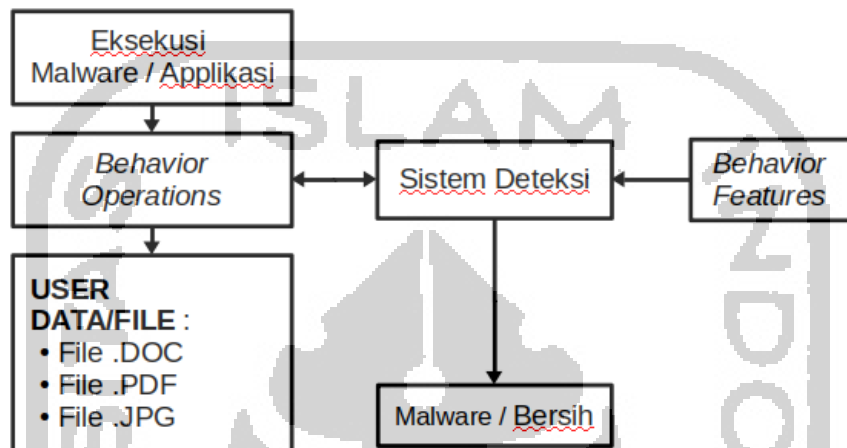 Eksekusi
Malware / Applikasi
Behavior
Operations
Sistem Deteksi
Behavior
Features
USER
DATA/FILE :
• File .DOC
• File .PDF
• File .JPG
Malware / Bersih
ISLAM